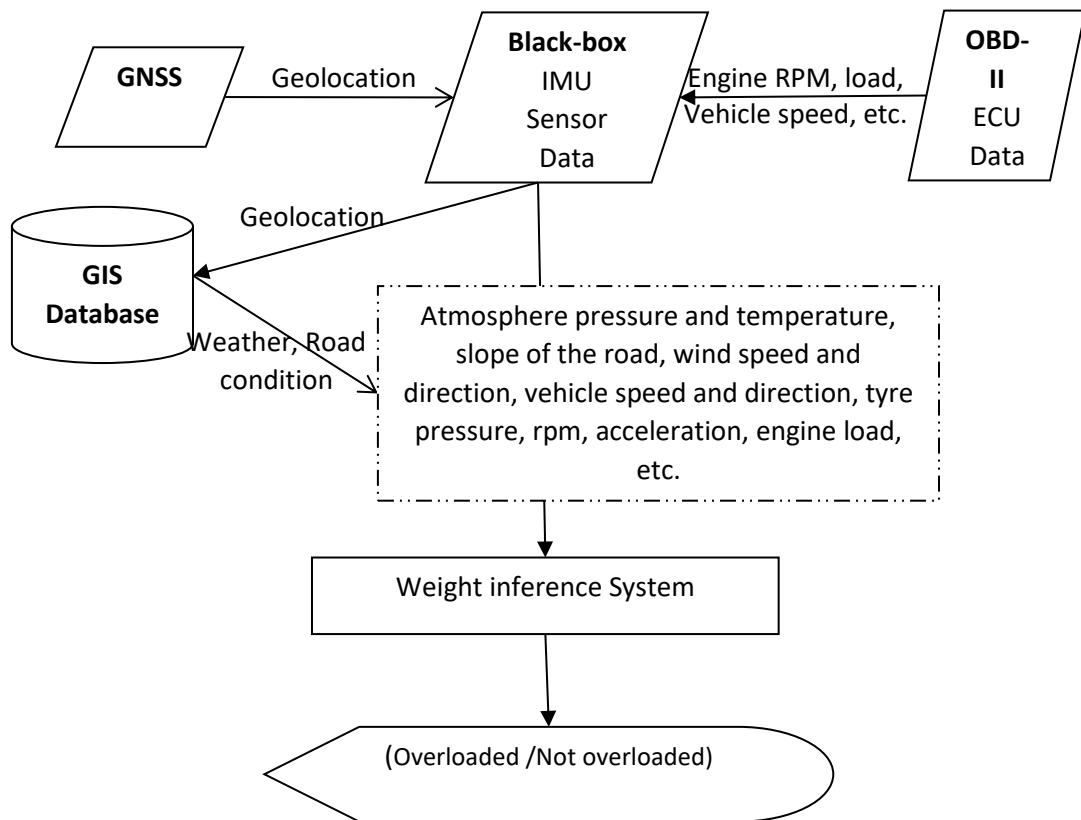 GNSS
Geolocation
Black-box
IMU
Sensor
Data
Engine RPM, load,
Vehicle speed, etc.
OBD-
II
ECU
Data
Geolocation
GIS
Database
Weather, Road
condition
Atmosphere pressure and temperature,
slope of the road, wind speed and
direction, vehicle speed and direction, tyre
pressure, rpm, acceleration, engine load,
etc.
Weight inference System
(Overloaded /Not overloaded)